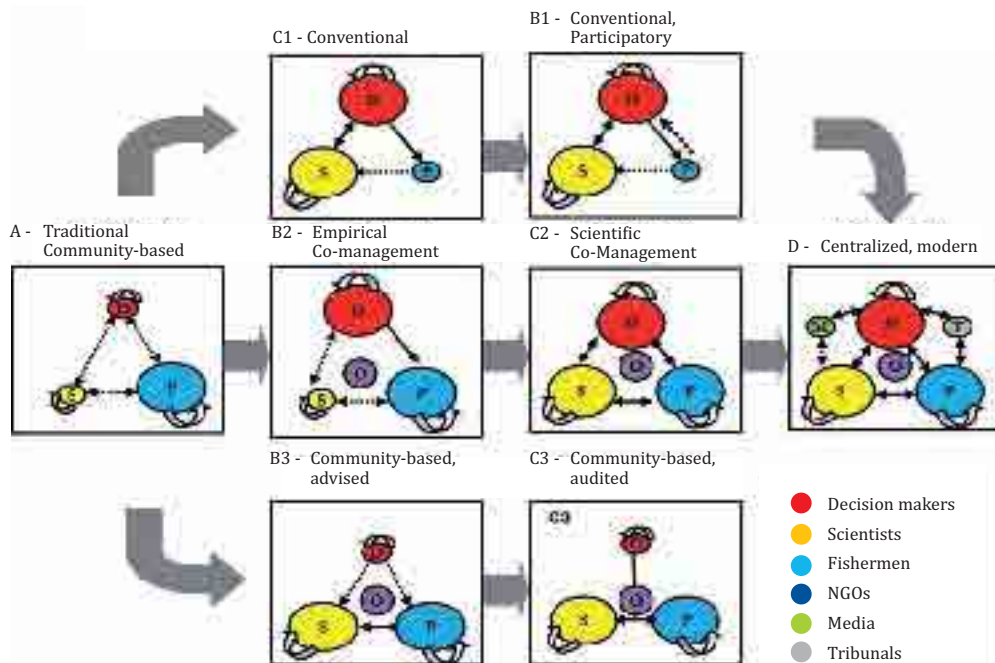 C1 - Conventional
B1 - Conventional,
Participatory
S
S
A - Traditional
Community-based
B2 - Empirical
Co-management
C2 - Scientific
Co-Management
D - Centralized, modern
S
F
S
F
T
S
F
B3 - Community-based,
advised
C3 - Community-based,
audited
C3
S
S
F
Decision makers
Scientists
Fishermen
NGOs
Media
Tribunals